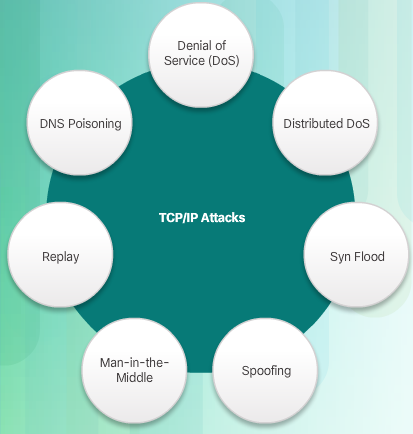 Denial of
Service (DoS)
DNS Poisoning
Distributed DoS
TCP/IP Attacks
Replay
Syn Flood
Man-in-the-
Middle
Spoofing